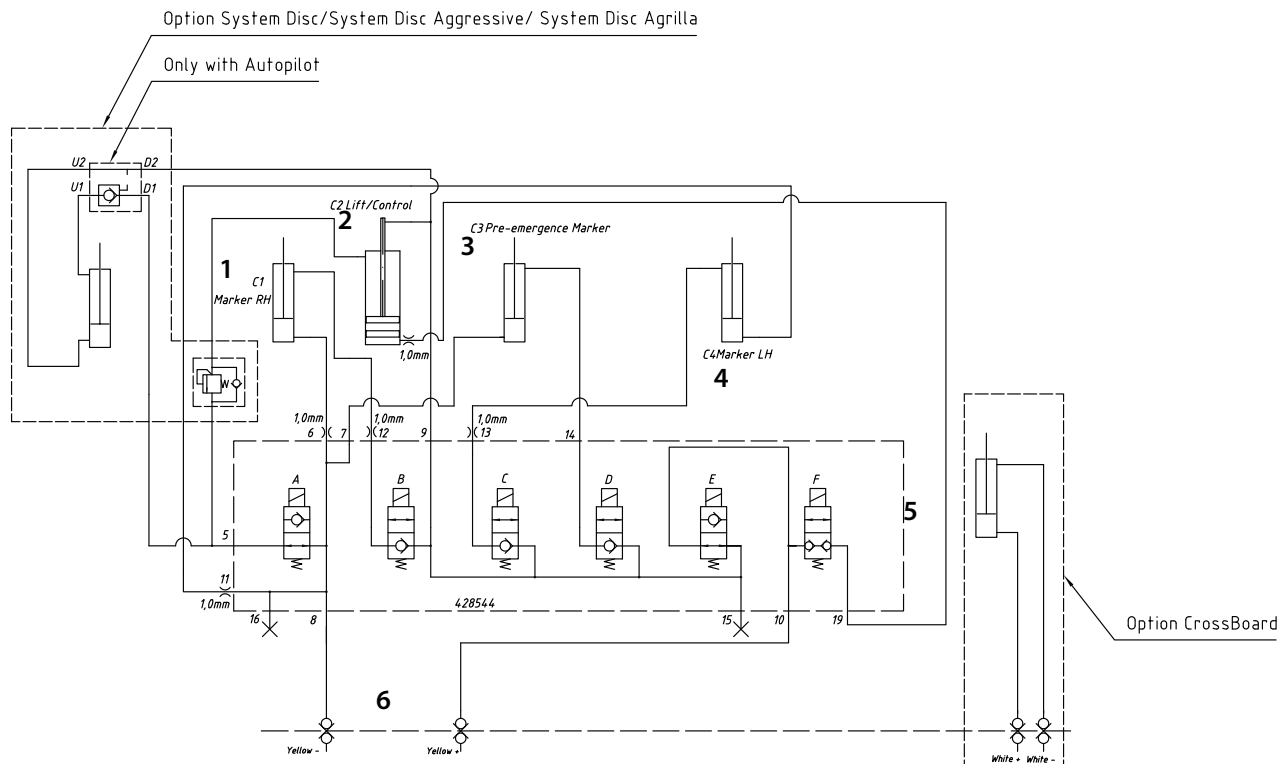 Option System Disc/System Disc Aggressive/ System Disc Agrilla
Only with Autopilot
U2 D2
U1 D1
C2 Lift/Control
2
C3 Pre-emergence Marker
3
1
C1
Marker RH
1,0mm
C4Marker LH
4
1,0mm 1,0mm 1,0mm
6 7 12 9 13 14
A B C D E F
5
5
11
1,0mm
428544
16 8 15 10 19
Option CrossBoard
6
Yellow - Yellow + White + White -